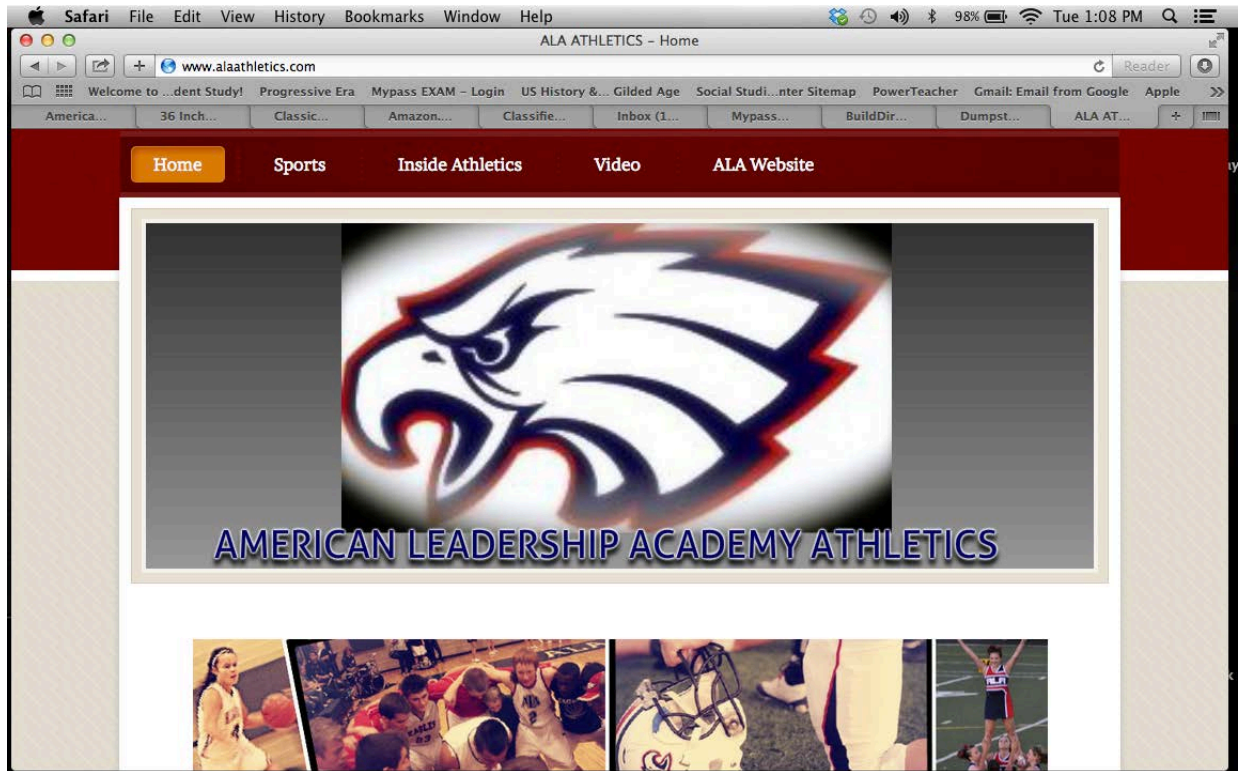 Safari File Edit View History Bookmarks Window Help 98% Tue 1:08 PM
ALA ATHLETICS – Home
www.alaathletics.com Reader
Welcome to ...dent Study! Progressive Era Mypass EXAM – Login US History &... Gilded Age Social Studi...nter Sitemap PowerTeacher Gmail: Email from Google Apple >>
America... 36 Inch... Classic... Amazon.... Classifie... Inbox (1... Mypass... BuildDir... Dumpst... ALA AT...
Home Sports Inside Athletics Video ALA Website
AMERICAN LEADERSHIP ACADEMY ATHLETICS
ALA